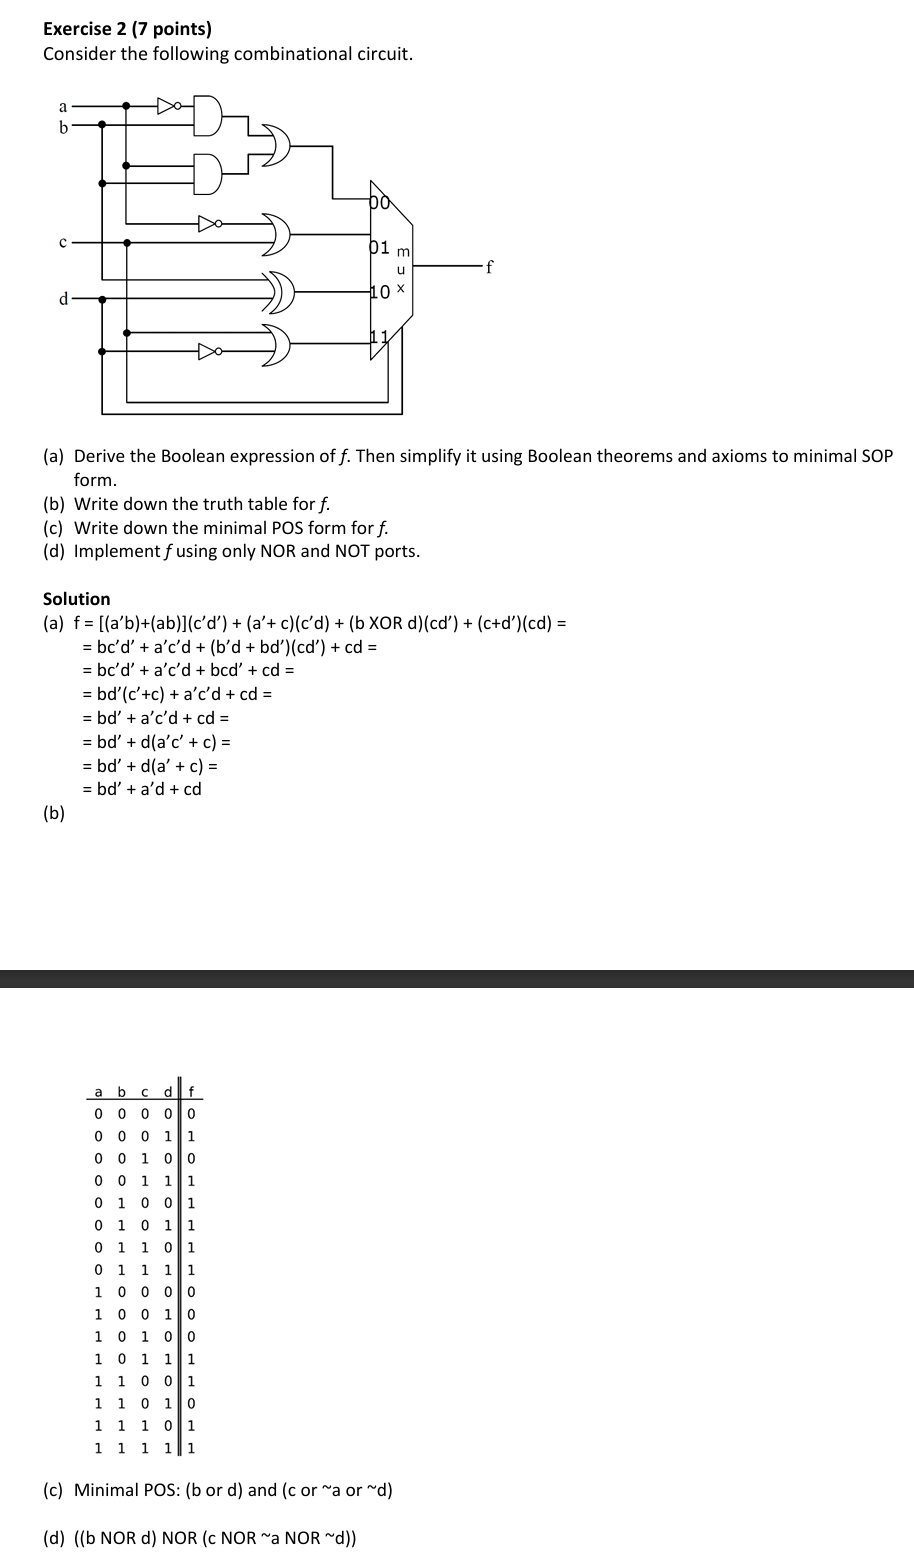 Exercise 2 (7 points)
Consider the following combinational circuit.
a
b
00
c
01 m
u
f
10 x
d
11
(a) Derive the Boolean expression of f. Then simplify it using Boolean theorems and axioms to minimal SOP
form.
(b) Write down the truth table for f.
(c) Write down the minimal POS form for f.
(d) Implement f using only NOR and NOT ports.
Solution
(a) f = [(a’b)+(ab)](c’d’) + (a’+ c)(c’d) + (b XOR d)(cd’) + (c+d’)(cd) =
= bc’d’ + a’c’d + (b’d + bd’)(cd’) + cd =
= bc’d’ + a’c’d + bcd’ + cd =
= bd’(c’+c) + a’c’d + cd =
= bd’ + a’c’d + cd =
= bd’ + d(a’c’ + c) =
= bd’ + d(a’ + c) =
= bd’ + a’d + cd
(b)
a b c d f
0 0 0 0 0
0 0 0 1 1
0 0 1 0 0
0 0 1 1 1
0 1 0 0 1
0 1 0 1 1
0 1 1 0 1
0 1 1 1 1
1 0 0 0 0
1 0 0 1 0
1 0 1 0 0
1 0 1 1 1
1 1 0 0 1
1 1 0 1 0
1 1 1 0 1
1 1 1 1 1
(c) Minimal POS: (b or d) and (c or ~a or ~d)
(d) ((b NOR d) NOR (c NOR ~a NOR ~d))